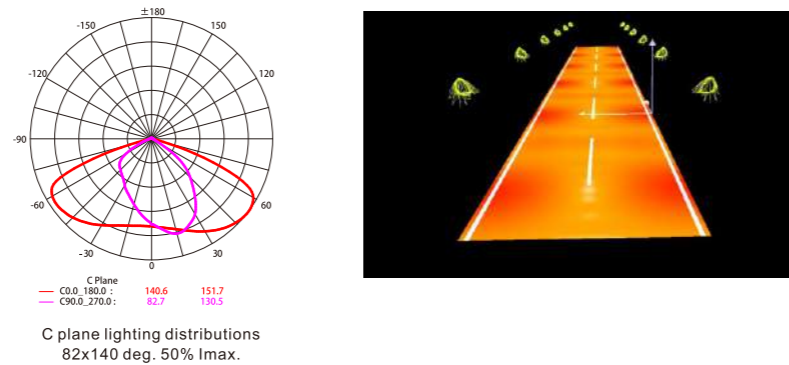 ±180
-150 150
-120 120
-90
-60 60
-30 30
0
C Plane
C0.0_180.0 : 140.6 151.7
C90.0_270.0 : 82.7 130.5
C plane lighting distributions
82x140 deg. 50% Imax.